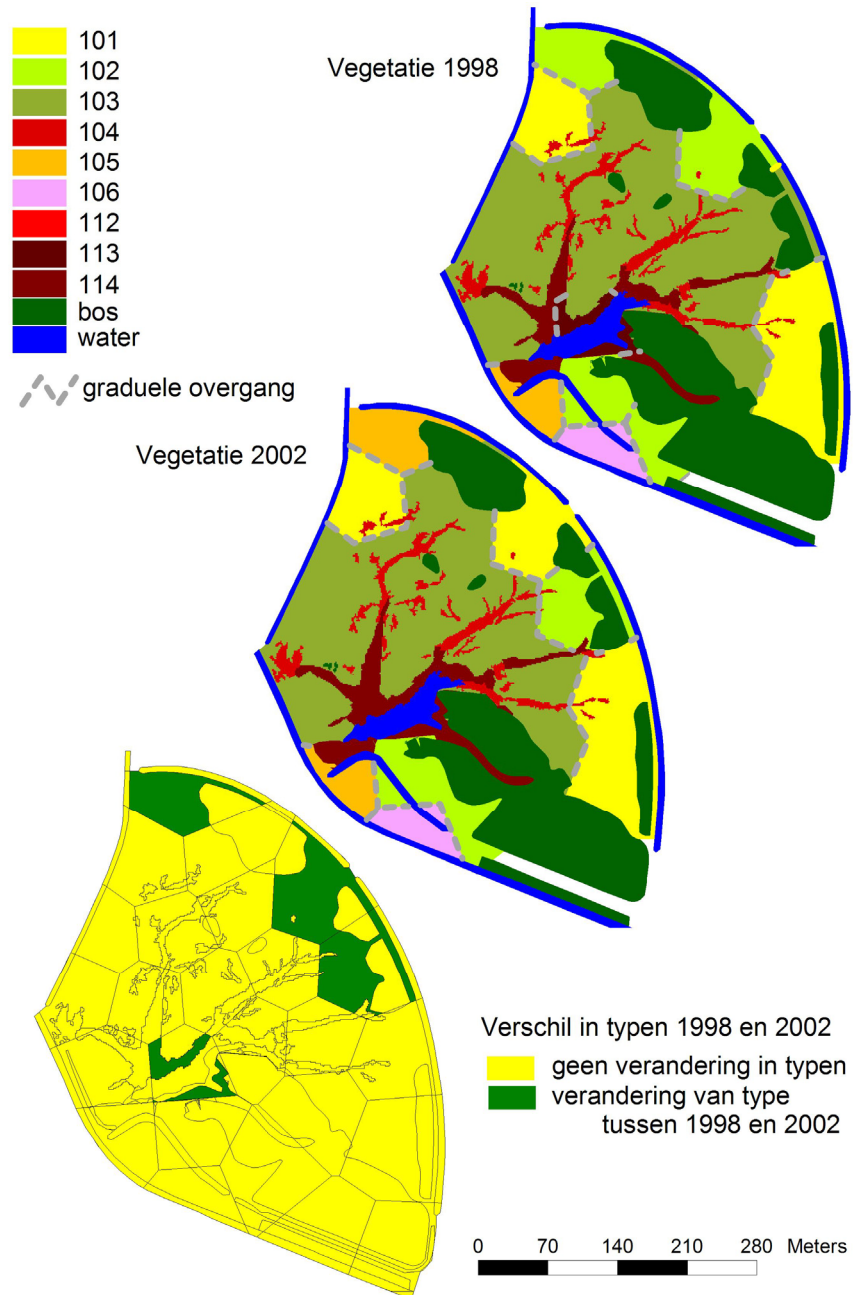 101
102
103
104
105
106
112
113
114
bos
water
graduele overgang
Vegetatie 1998
Vegetatie 2002
Verschil in typen 1998 en 2002
geen verandering in typen
verandering van type
tussen 1998 en 2002
0 70 140 210 280 Meters